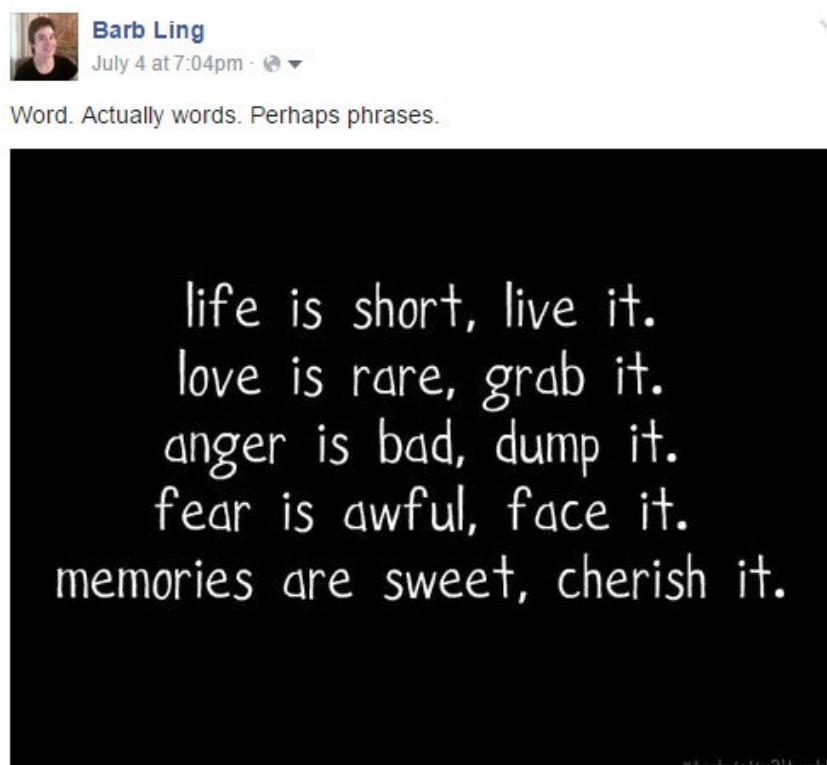 Barb Ling
July 4 at 7:04pm ·
Word. Actually words. Perhaps phrases.
life is short, live it.
love is rare, grab it.
anger is bad, dump it.
fear is awful, face it.
memories are sweet, cherish it.